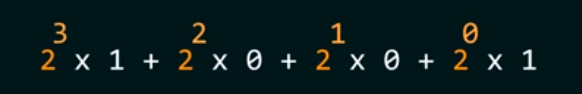 3 2 1 0
2 x 1 + 2 x 0 + 2 x 0 + 2 x 1